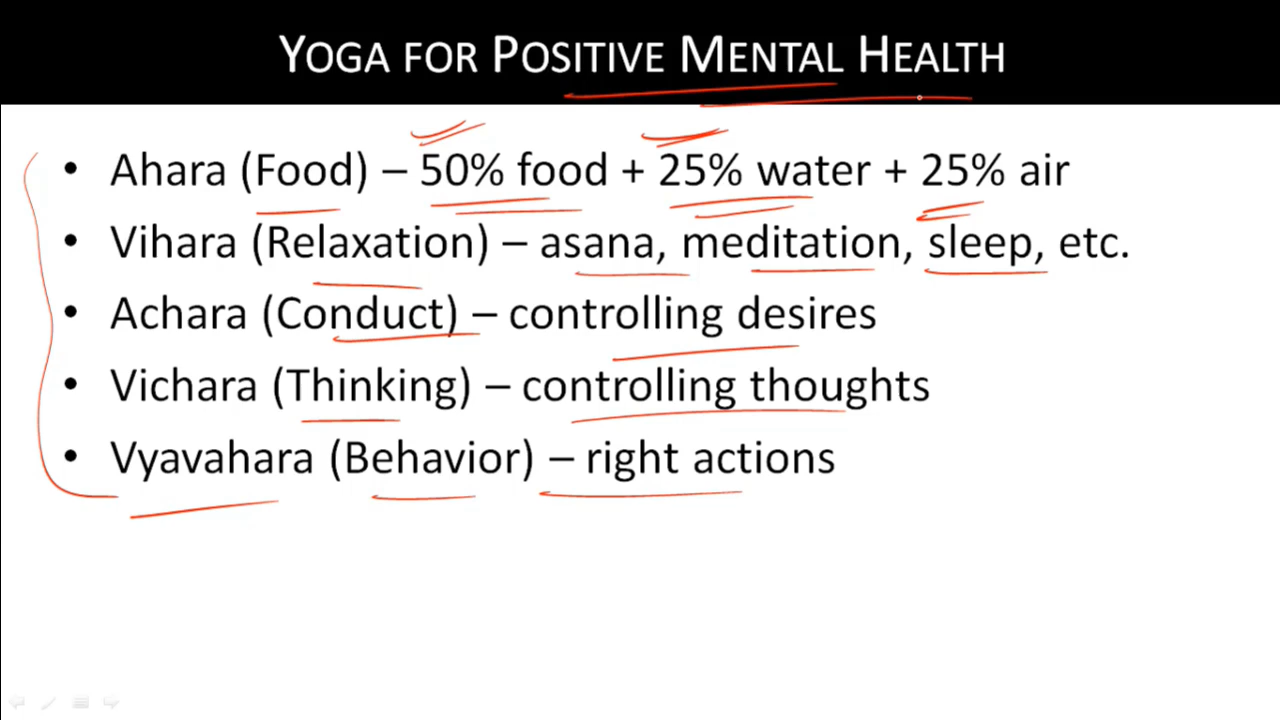 YOGA FOR POSITIVE MENTAL HEALTH
• Ahara (Food) – 50% food + 25% water + 25% air
• Vihara (Relaxation) – asana, meditation, sleep, etc.
• Achara (Conduct) – controlling desires
• Vichara (Thinking) – controlling thoughts
• Vyavahara (Behavior) – right actions